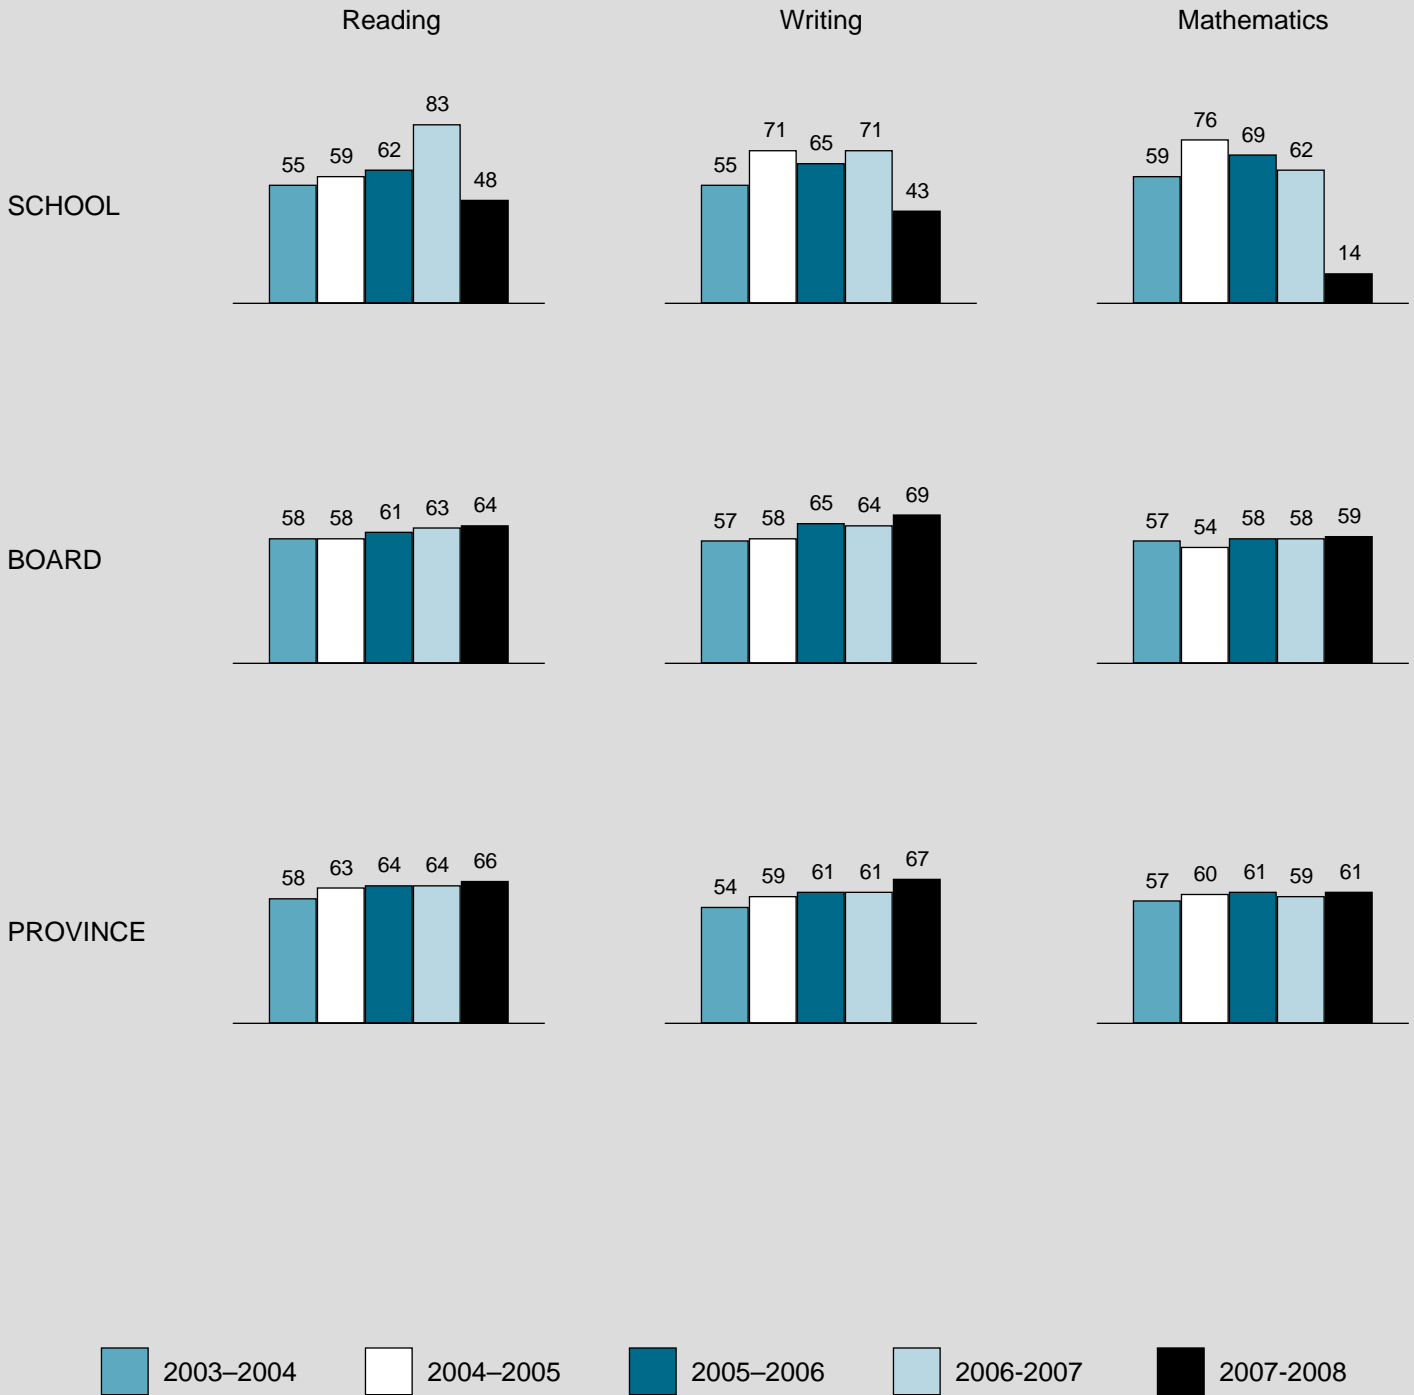 Reading Writing Mathematics
SCHOOL
55 59 62 83 48
55 71 65 71 43
59 76 69 62 14
BOARD
58 58 61 63 64
57 58 65 64 69
57 54 58 58 59
PROVINCE
58 63 64 64 66
54 59 61 61 67
57 60 61 59 61
2003–2004 2004–2005 2005–2006 2006-2007 2007-2008